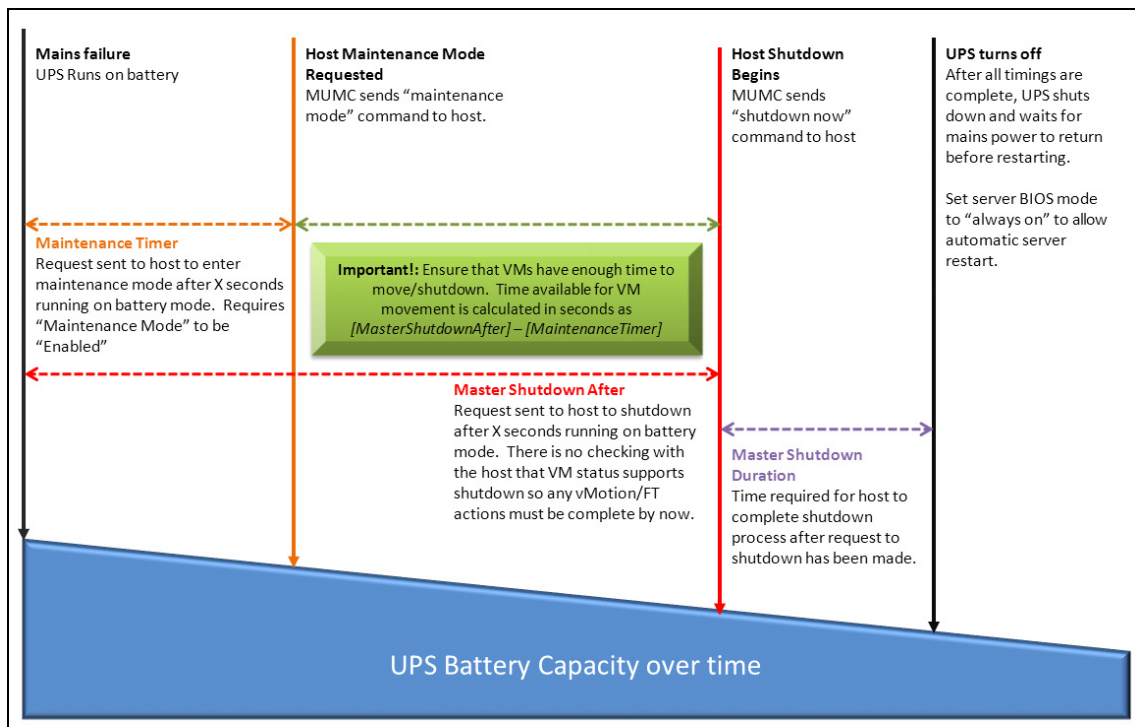 Mains failure
UPS Runs on battery
Host Maintenance Mode
Requested
MUMC sends “maintenance
mode” command to host.
Host Shutdown
Begins
MUMC sends
“shutdown now”
command to host
UPS turns off
After all timings are
complete, UPS shuts
down and waits for
mains power to return
before restarting.
Set server BIOS mode
to “always on” to allow
automatic server
restart.
Maintenance Timer
Request sent to host to enter
maintenance mode after X seconds
running on battery mode. Requires
“Maintenance Mode” to be
“Enabled”
Important!: Ensure that VMs have enough time to
move/shutdown. Time available for VM
movement is calculated in seconds as
[MasterShutdownAfter] – [MaintenanceTimer]
Master Shutdown After
Request sent to host to shutdown
after X seconds running on battery
mode. There is no checking with
the host that VM status supports
shutdown so any vMotion/FT
actions must be complete by now.
Master Shutdown
Duration
Time required for host to
complete shutdown
process after request to
shutdown has been made.
UPS Battery Capacity over time